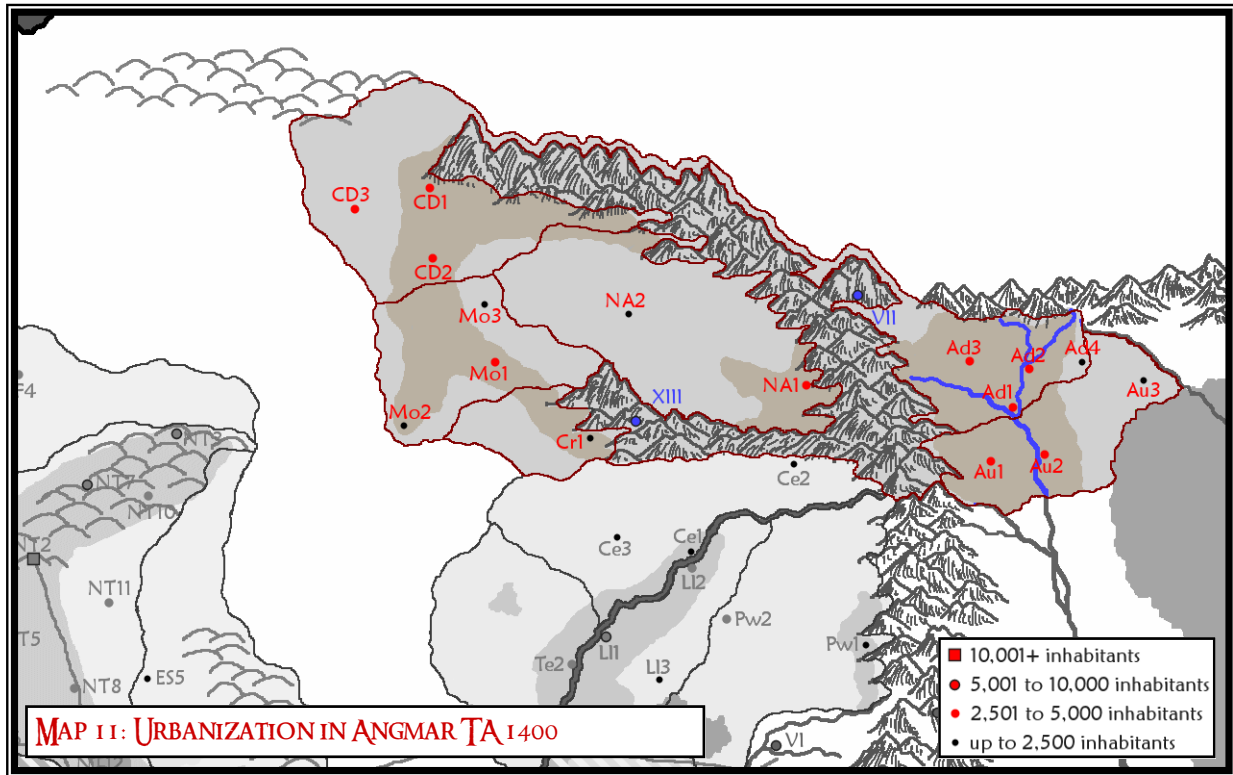 CD3
CD1
CD2
Mo3
NA2
VII
Mo1
Ad3
Ad2
Ad4
NA1
Au3
F4
XIII
Ad1
Mo2
Cr1
NT3
Au1
Au2
Ce2
NT7
NT10
NT2
Ce3
Ce1
LI2
NT11
Pw2
T5
LI1
Pw1
Te2
LI3
ES5
NT8
VI
10,001+ inhabitants
5,001 to 10,000 inhabitants
2,501 to 5,000 inhabitants
up to 2,500 inhabitants
MAP 11: URBANIZATION IN ANGMAR TA 1400